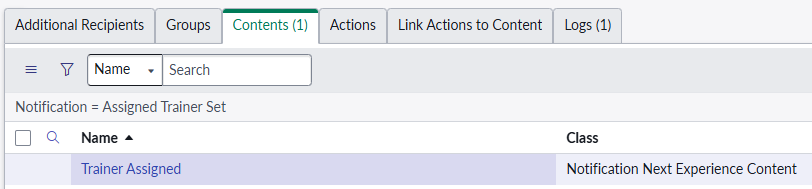 Additional Recipients Groups Contents (1) Actions Link Actions to Content Logs (1)
Name Search
Notification = Assigned Trainer Set
Name Class
Trainer Assigned Notification Next Experience Content